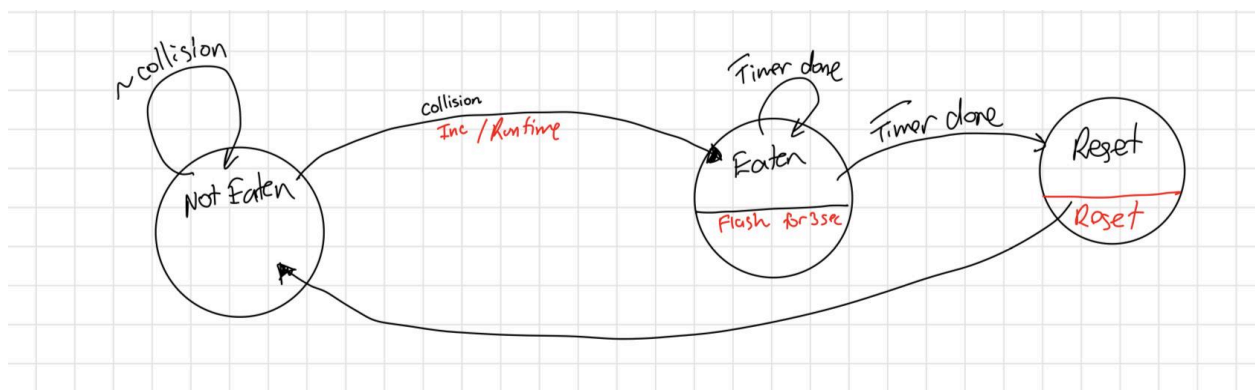 ~collision
Not Eaten
collision
Inc / Runtime
Timer done
Eaten
Flash for 3sec
Timer done
Reset
Reset